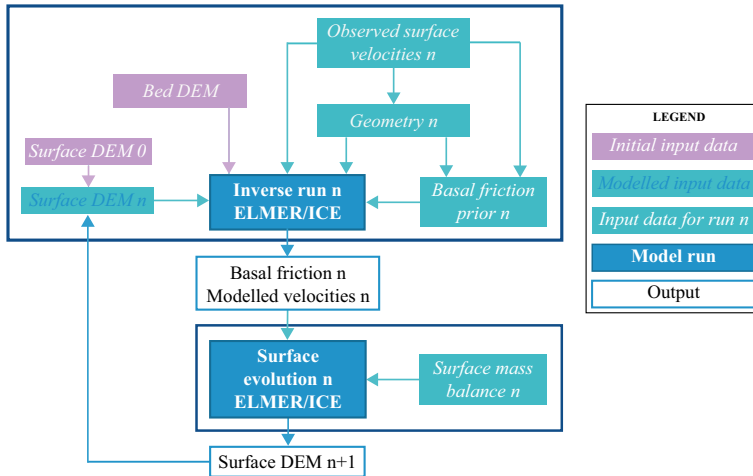 Observed surface
velocities n
Bed DEM
Geometry n
Surface DEM 0
Surface DEM n
Inverse run n
ELMER/ICE
Basal friction
prior n
Basal friction n
Modelled velocities n
Surface
evolution n
ELMER/ICE
Surface mass
balance n
Surface DEM n+1
LEGEND
Initial input data
Modelled input data
Input data for run n
Model run
Output